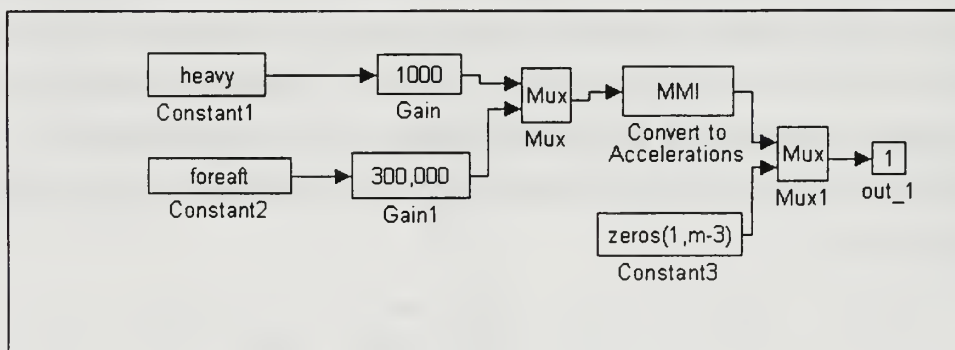 heavy
Constant1
1000
Gain
Mux
Mux
MMI
Convert to
Accelerations
foreaft
Constant2
300,000
Gain1
Mux
Mux1
1
out_1
zeros(1,m-3)
Constant3